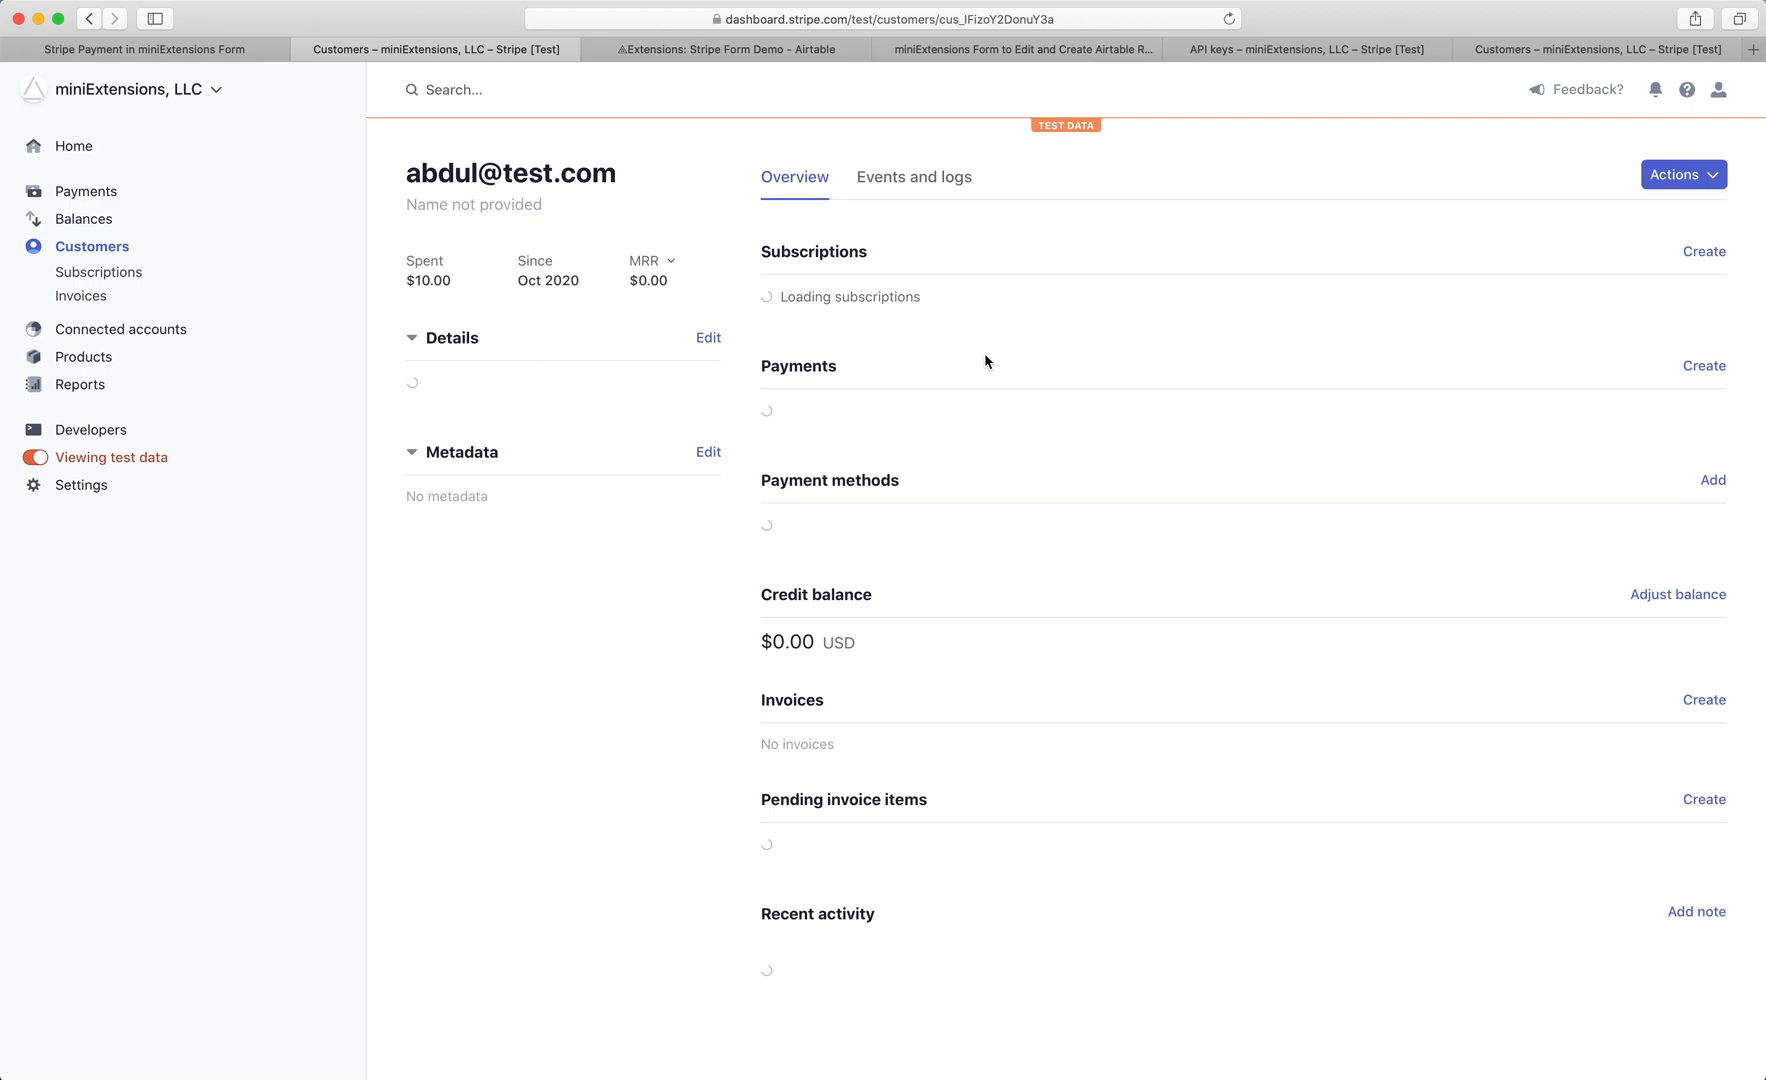 dashboard.stripe.com/test/customers/cus_IFizoY2DonuY3a
Stripe Payment in miniExtensions Form
Customers – miniExtensions, LLC – Stripe [Test]
Extensions: Stripe Form Demo - Airtable
miniExtensions Form to Edit and Create Airtable R...
API keys – miniExtensions, LLC – Stripe [Test]
Customers – miniExtensions, LLC – Stripe [Test]
miniExtensions, LLC
Search...
Feedback?
TEST DATA
Home
Payments
Balances
Customers
Subscriptions
Invoices
Connected accounts
Products
Reports
Developers
Viewing test data
Settings
abdul@test.com
Name not provided
Spent
$10.00
Since
Oct 2020
MRR
$0.00
Details
Edit
Metadata
Edit
No metadata
Overview
Events and logs
Actions
Subscriptions
Create
Loading subscriptions
Payments
Create
Payment methods
Add
Credit balance
Adjust balance
$0.00 USD
Invoices
Create
No invoices
Pending invoice items
Create
Recent activity
Add note